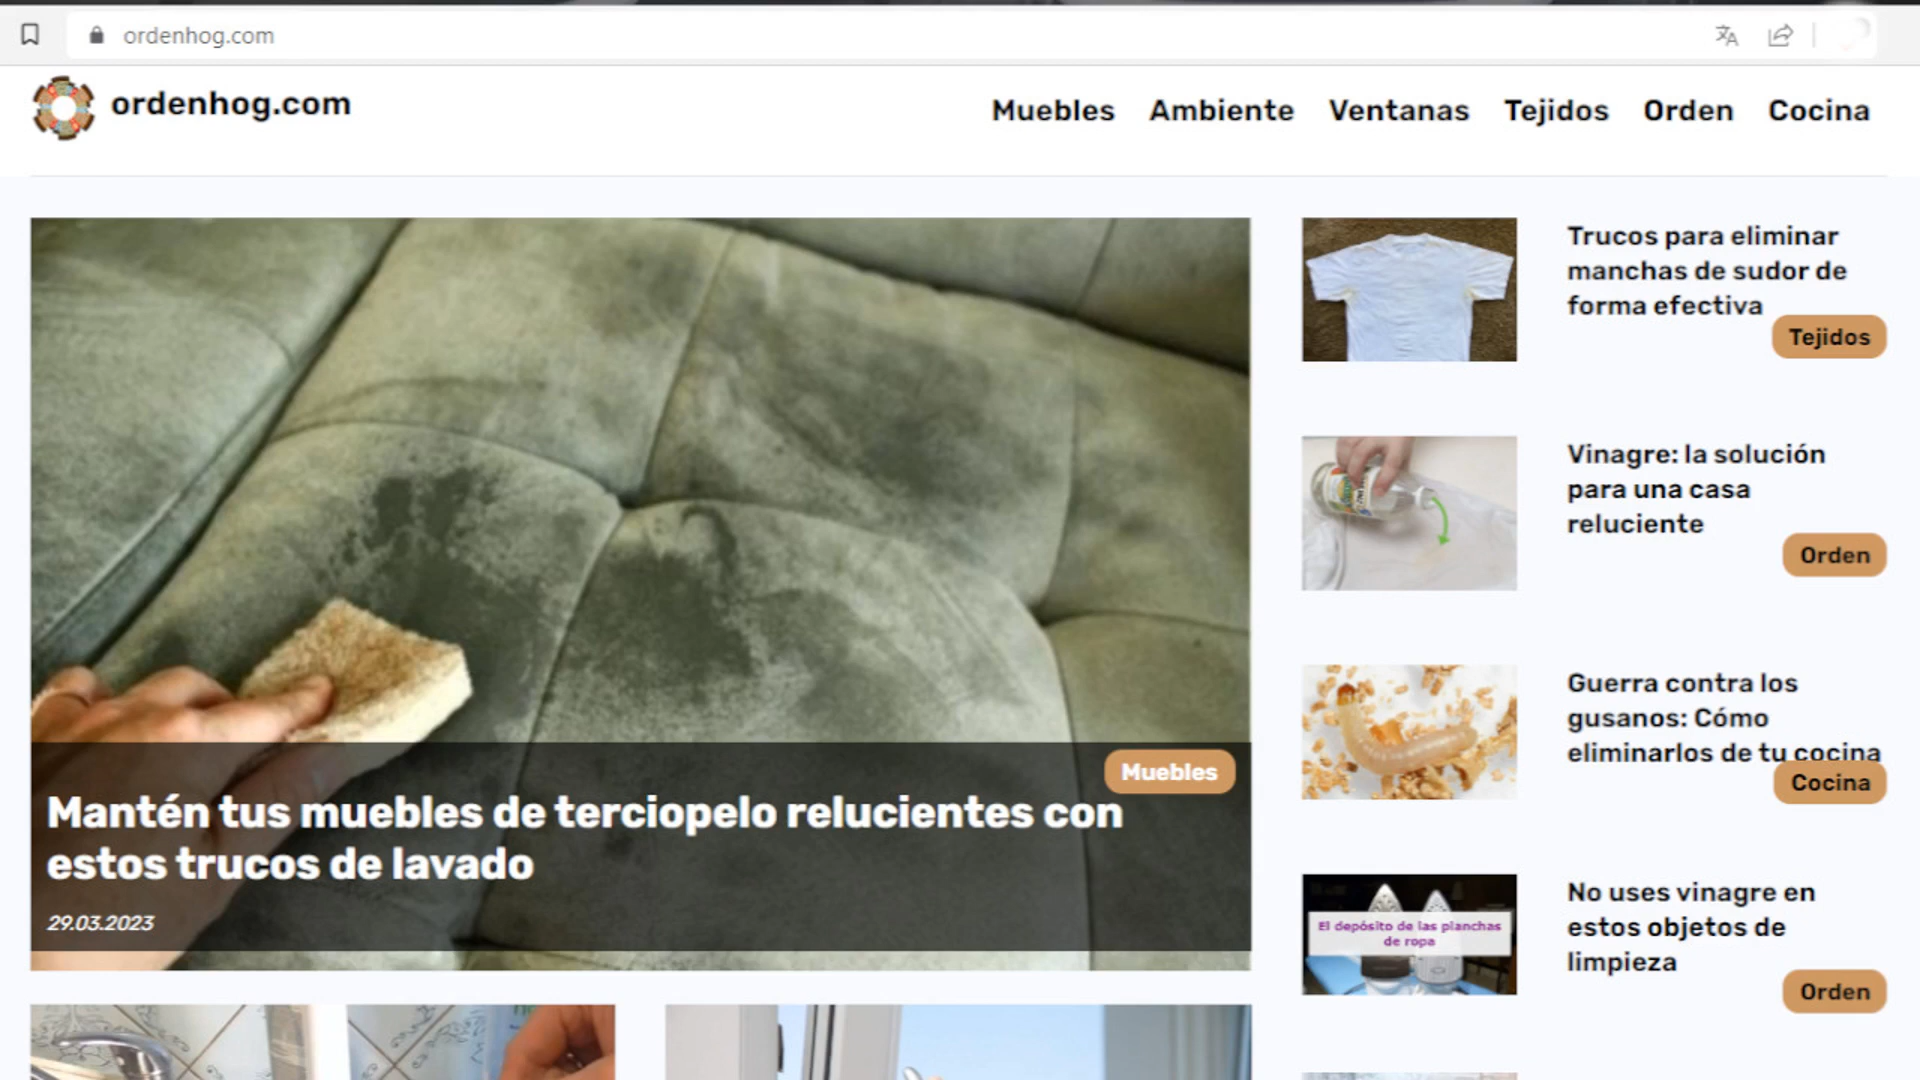 ordenhog.com
ordenhog.com
Muebles Ambiente Ventanas Tejidos Orden Cocina
Muebles
Mantén tus muebles de terciopelo relucientes con
estos trucos de lavado
29.03.2023
Trucos para eliminar
manchas de sudor de
forma efectiva
Tejidos
Vinagre: la solución
para una casa
reluciente
Orden
Guerra contra los
gusanos: Cómo
eliminarlos de tu cocina
Cocina
El depósito de las planchas
de ropa
No uses vinagre en
estos objetos de
limpieza
Orden